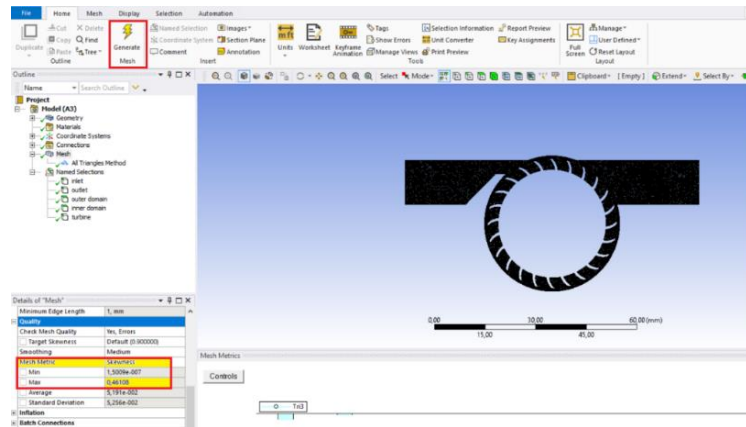 File Home Mesh Display Selection Automation
Duplicate Cut Delete Copy Find Paste Tree Outline
Generate Mesh
Named Selection Images Coordinate System Section Plane Comment Annotation Insert
Units Worksheet Keyframe Animation Tags Show Errors Manage Views Selection Information Unit Converter Print Preview Report Preview Key Assignments Tools
Full Screen Manage User Defined Reset Layout Layout
Outline
Name Search Outline
Select Mode Clipboard [Empty] Extend Select By
Project
Model (A3)
Geometry
Materials
Coordinate Systems
Connections
Mesh
All Triangles Method
Named Selections
inlet
outlet
outer domain
inner domain
turbine
Details of "Mesh"
Minimum Edge Length 1, mm
Quality
Check Mesh Quality Yes, Errors
Target Skewness Default (0.900000)
Smoothing Medium
Mesh Metric Skewness
Min 1,5009e-007
Max 0,46108
Average 5,191e-002
Standard Deviation 5,256e-002
Inflation
Batch Connections
0,00 30,00 60,00 (mm)
15,00 45,00
Mesh Metrics
Controls
Tri3